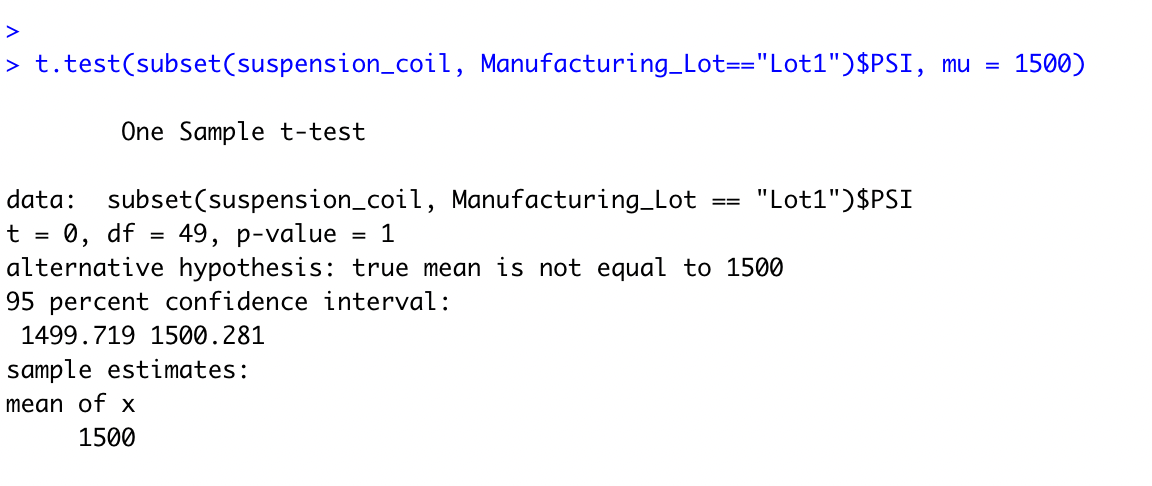 >
> t.test(subset(suspension_coil, Manufacturing_Lot=="Lot1")$PSI, mu = 1500)
One Sample t-test
data:  subset(suspension_coil, Manufacturing_Lot == "Lot1")$PSI
t = 0, df = 49, p-value = 1
alternative hypothesis: true mean is not equal to 1500
95 percent confidence interval:
1499.719 1500.281
sample estimates:
mean of x
1500